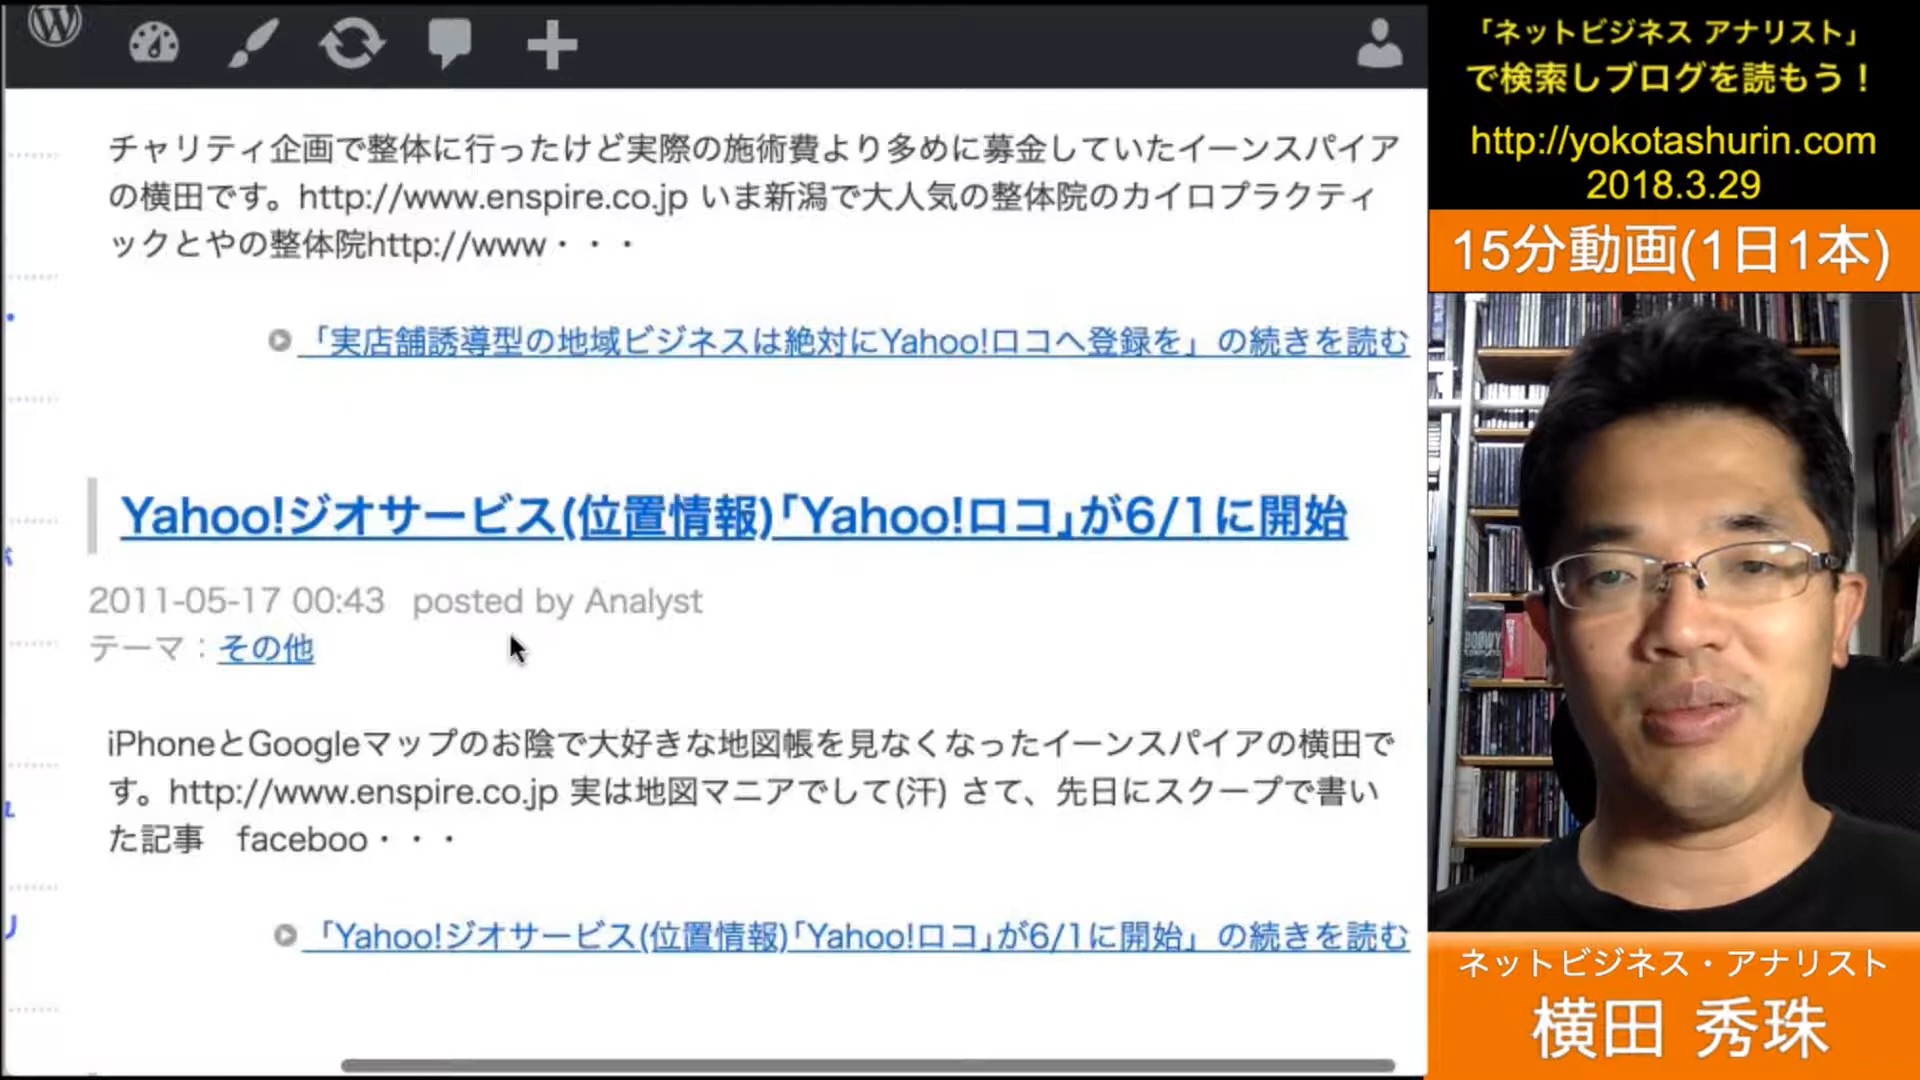 チャリティ企画で整体に行ったけど実際の施術費より多めに募金していたイーンスパイア
の横田です。http://www.enspire.co.jp いま新潟で大人気の整体院のカイロプラクティ
ックとやの整体院http://www・・・
「実店舗誘導型の地域ビジネスは絶対にYahoo!ロコへ登録を」の続きを読む
Yahoo!ジオサービス(位置情報)「Yahoo!ロコ」が6/1に開始
2011-05-17 00:43 posted by Analyst
テーマ：その他
iPhoneとGoogleマップのお陰で大好きな地図帳を見なくなったイーンスパイアの横田で
す。http://www.enspire.co.jp 実は地図マニアでして(汗) さて、先日にスクープで書い
た記事　faceboo・・・
「Yahoo!ジオサービス(位置情報)「Yahoo!ロコ」が6/1に開始」の続きを読む
「ネットビジネス アナリスト」
で検索しブログを読もう！
http://yokotashurin.com
2018.3.29
15分動画(1日1本)
BOOWY
ネットビジネス・アナリスト
横田 秀珠